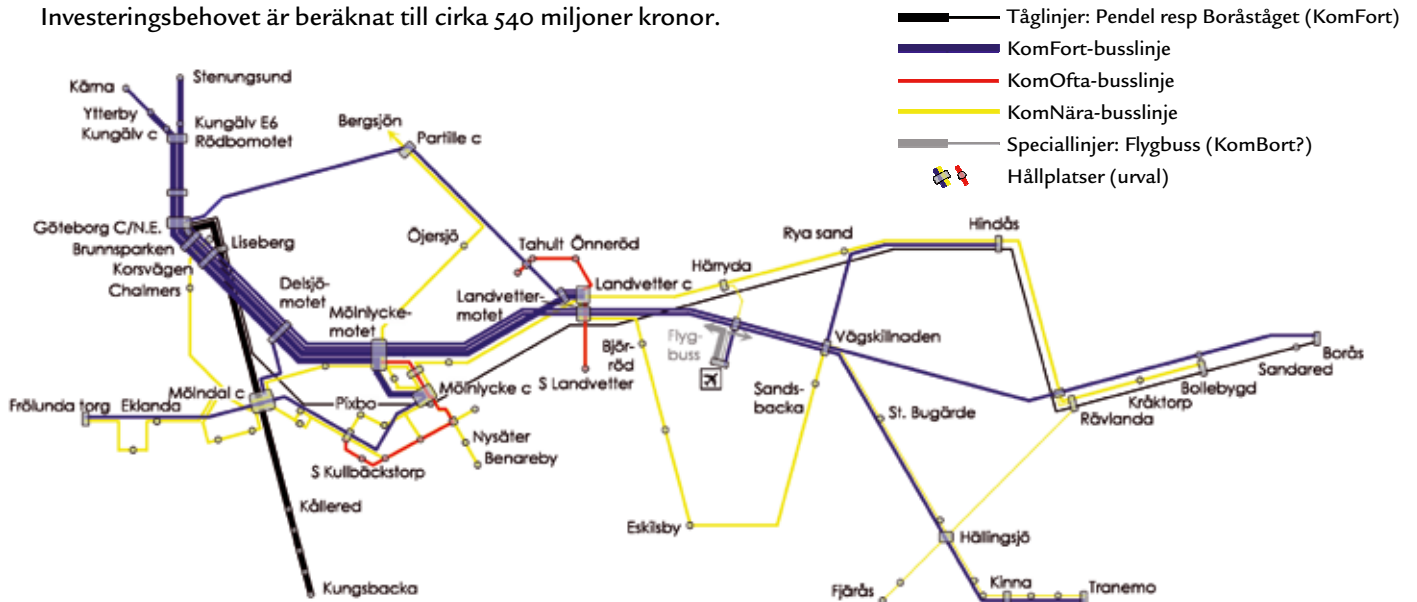 Investeringsbehovet är beräknat till cirka 540 miljoner kronor.
Tåglinjer: Pendel resp Boråståget (KomFort)
KomFort-busslinje
KomOfta-busslinje
KomNära-busslinje
Speciallinjer: Flygbuss (KomBort?)
Hållplatser (urval)
Stenungsund
Kärna
Ytterby
Kungälv c
Kungälv E6
Rödbomotet
Bergsjön
Partille c
Göteborg C/N.E.
Brunnsparken
Korsvägen
Chalmers
Liseberg
Delsjö-
motet
Öjersjö
Mölnlycke-
motet
Tahult
Önneröd
Landvetter-
motet
Landvetter c
Härryda
Rya sand
Hindås
Flyg-
buss
Björ-
röd
S Landvetter
Vägskillnaden
Sands-
backa
Borås
Sandared
Bollebygd
Kråktorp
Rävlanda
Mölndal c
Pixbo
Mölnlycke c
Frölunda torg
Eklanda
Nysäter
Benareby
S Kullbäckstorp
St. Bugärde
Kållered
Eskilsby
Hällingsjö
Kungsbacka
Fjärås
Kinna
Tranemo